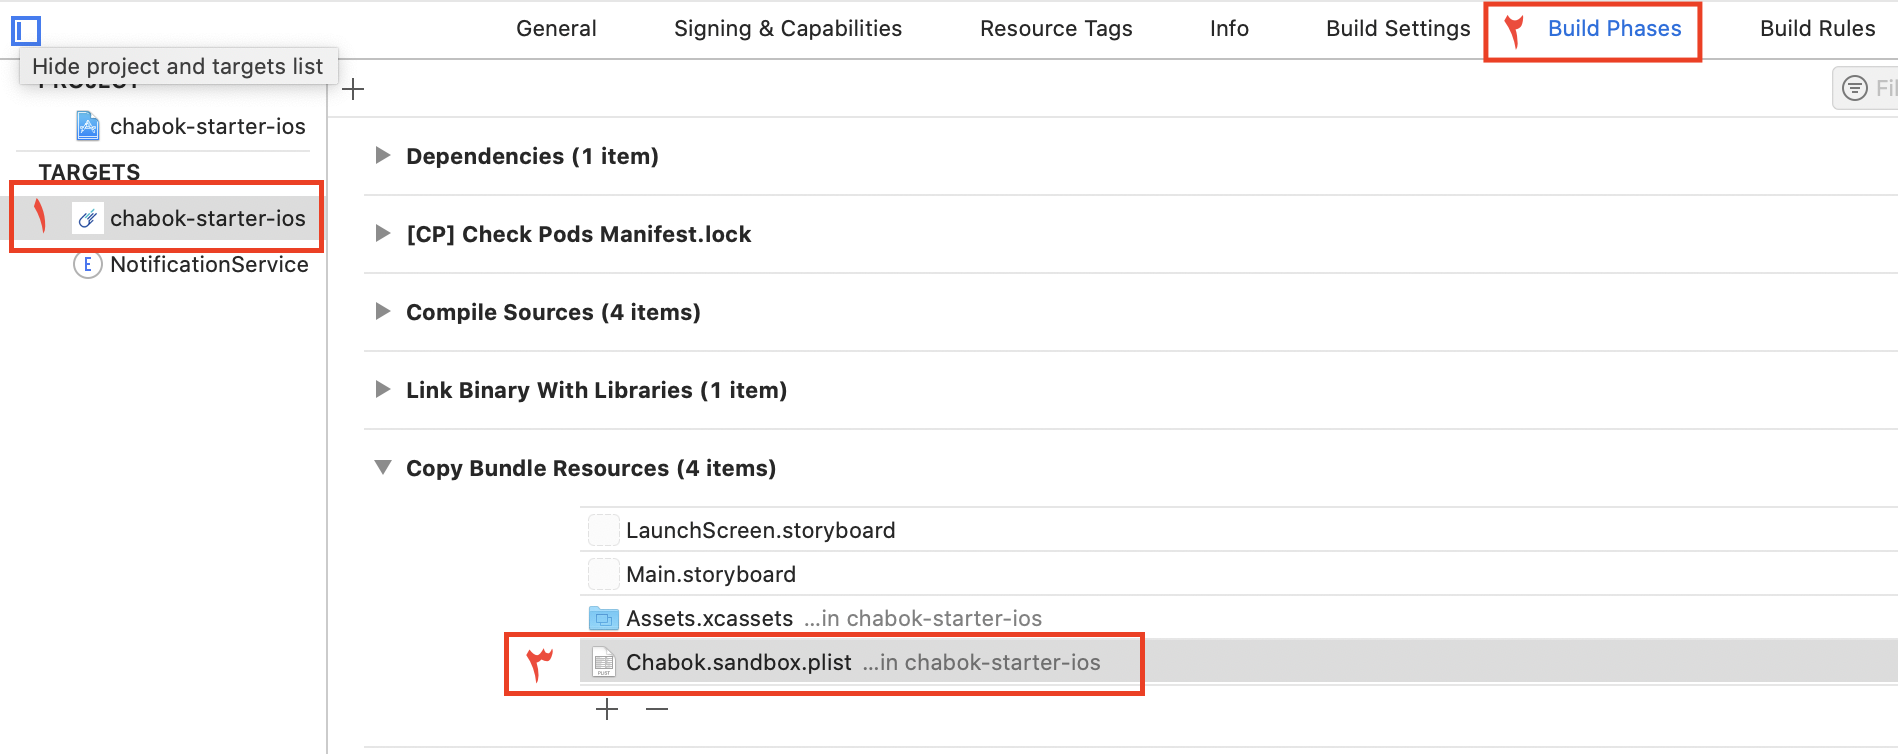 General Signing & Capabilities Resource Tags Info Build Settings ۲ Build Phases Build Rules
Hide project and targets list
PROJECT
chabok-starter-ios
TARGETS
۱ chabok-starter-ios
E NotificationService
Fil
Dependencies (1 item)
[CP] Check Pods Manifest.lock
Compile Sources (4 items)
Link Binary With Libraries (1 item)
Copy Bundle Resources (4 items)
LaunchScreen.storyboard
Main.storyboard
Assets.xcassets ...in chabok-starter-ios
۳ Chabok.sandbox.plist ...in chabok-starter-ios